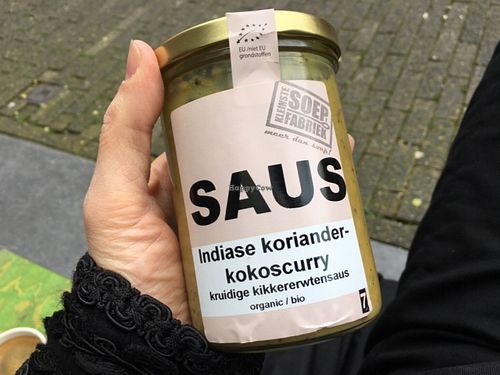 EU /niet EU
grondstoffen
KLEINSTE
SOEP
FABRIEK
meer dan soep!
SAUS
HappyCow
Indiase koriander-
kokoscurry
kruidige kikkererwtensaus
organic / bio
7